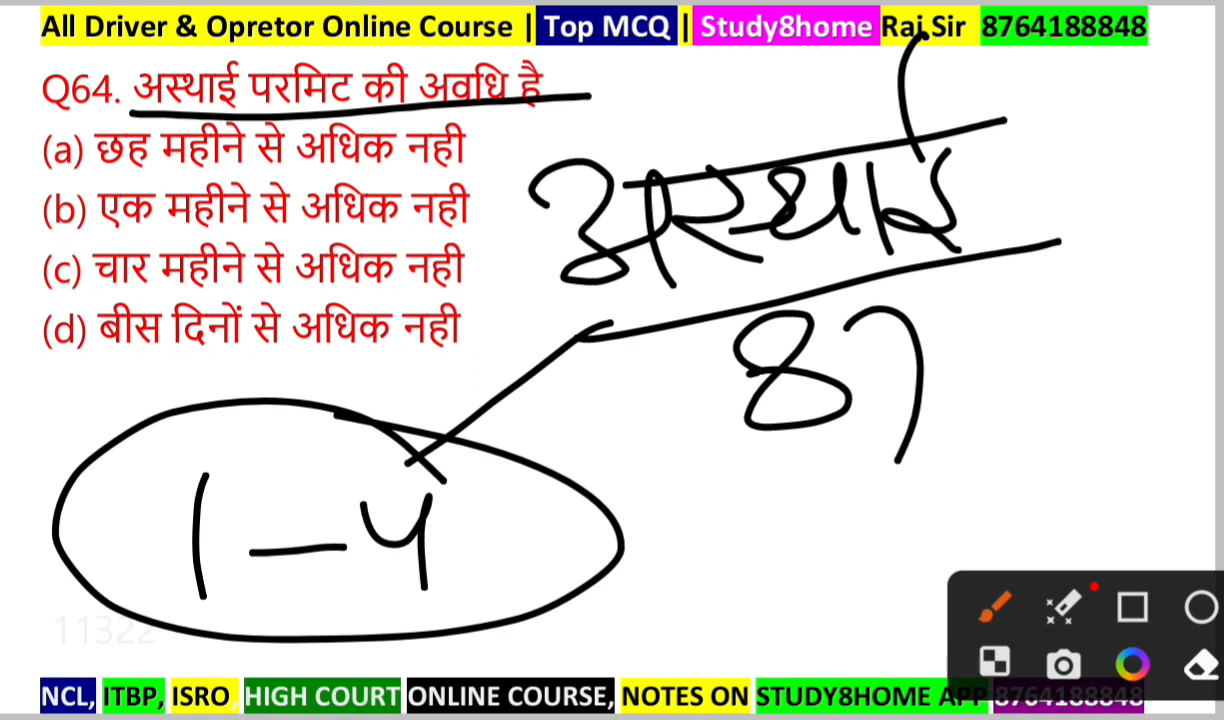 All Driver & Opretor Online Course | Top MCQ | Study8home Raj Sir 8764188848
Q64. अस्थाई परमिट की अवधि है
(a) छह महीने से अधिक नही
(b) एक महीने से अधिक नही
(c) चार महीने से अधिक नही
(d) बीस दिनों से अधिक नही
अस्थाई
87
1-4
11322
NCL, ITBP, ISRO, HIGH COURT ONLINE COURSE, NOTES ON STUDY8HOME APP 8764188848